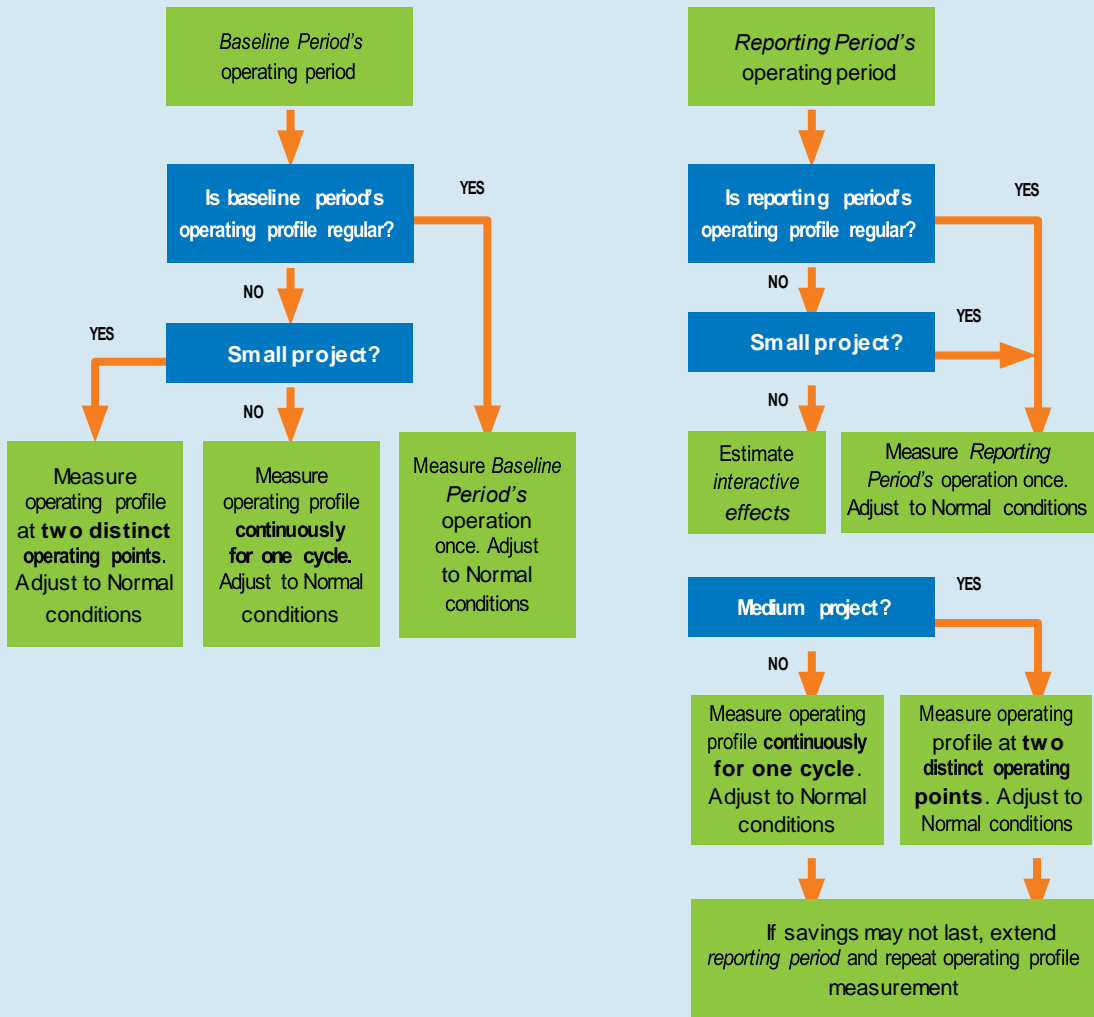 Baseline Period's
operating period
Is baseline period's
operating profile regular?
YES
NO
YES
Small project?
NO
Measure
operating profile
at two distinct
operating points.
Adjust to Normal
conditions
Measure
operating profile
continuously
for one cycle.
Adjust to Normal
conditions
Measure Baseline
Period's
operation
once. Adjust
to Normal
conditions
Reporting Period's
operating period
Is reporting period's
operating profile regular?
YES
NO
Small project?
YES
NO
Estimate
interactive
effects
Measure Reporting
Period's operation once.
Adjust to Normal conditions
Medium project?
YES
NO
Measure operating
profile continuously
for one cycle.
Adjust to Normal
conditions
Measure operating
profile at two
distinct operating
points. Adjust to
Normal conditions
If savings may not last, extend
reporting period and repeat operating profile
measurement